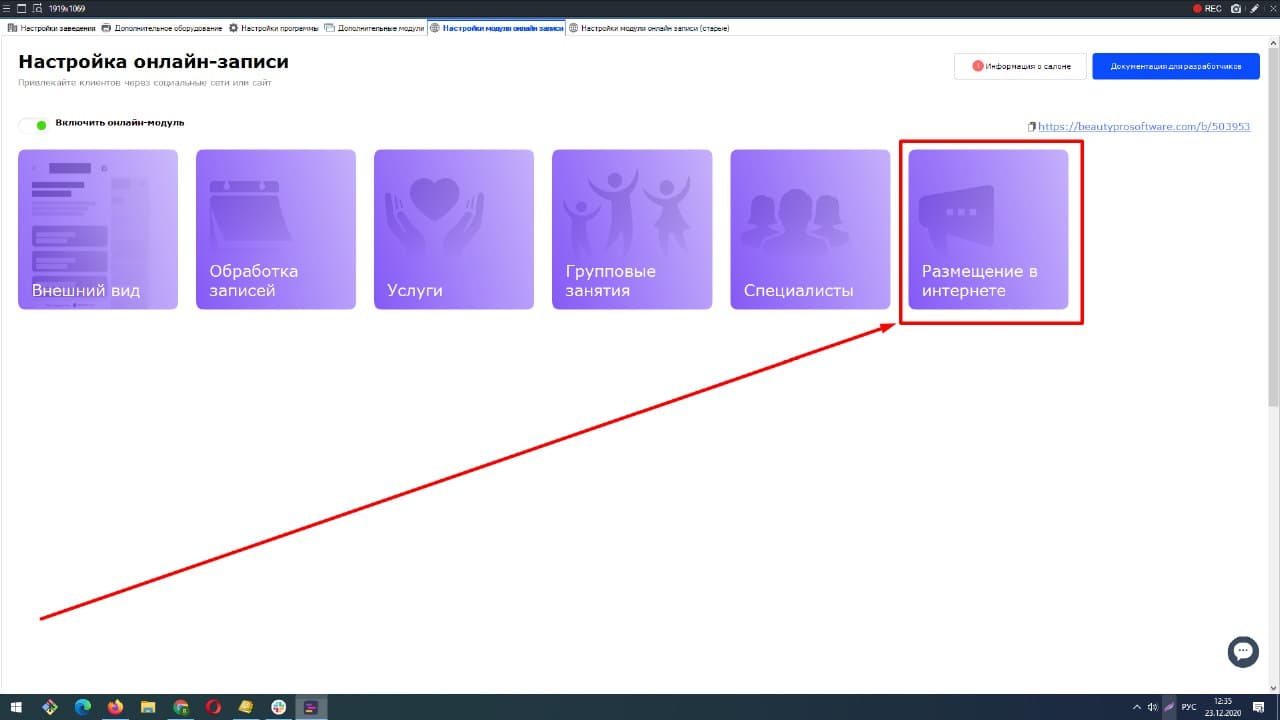 1919x1069
REC
Настройки заведения Дополнительное оборудование Настройки программы Дополнительные модули Настройки модуля онлайн записи Настройки модуля онлайн записи (старые)
Настройка онлайн-записи
Привлекайте клиентов через социальные сети или сайт
Информация о салоне
Документация для разработчиков
Включить онлайн-модуль
https://beautyprosoftware.com/b/503953
Внешний вид
Обработка
записей
Услуги
Групповые
занятия
Специалисты
Размещение в
интернете
РУС
12:35
23.12.2020